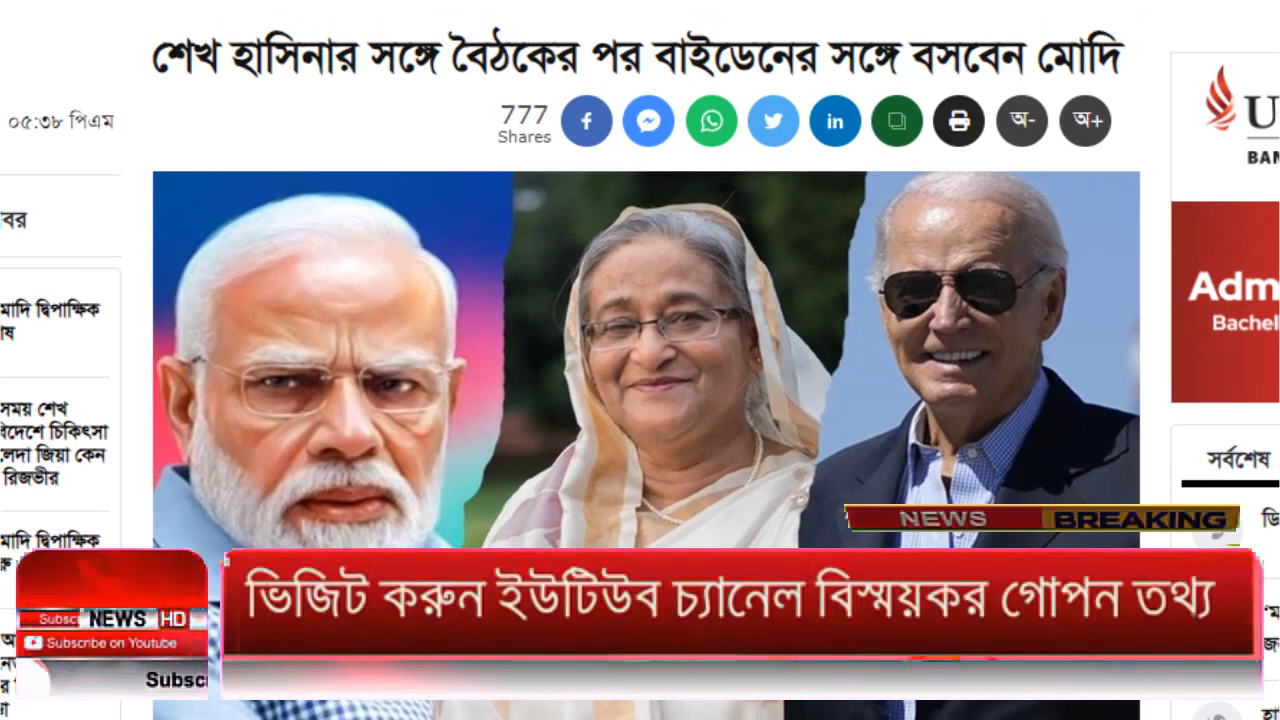 শেখ হাসিনার সঙ্গে বৈঠকের পর বাইডেনের সঙ্গে বসবেন মোদি
০৫:৩৮ পিএম
777
Shares
অ-
অ+
BAN
Adm
Bachel
সর্বশেষ
দ্বিপাক্ষিক
সময় শেখ
চিকিৎসা
জিয়া কেন
রিজভীর
দ্বিপাক্ষিক
NEWS BREAKING
ভিজিট করুন ইউটিউব চ্যানেল বিস্ময়কর গোপন তথ্য
NEWS HD
Subscribe on Youtube
Subsc